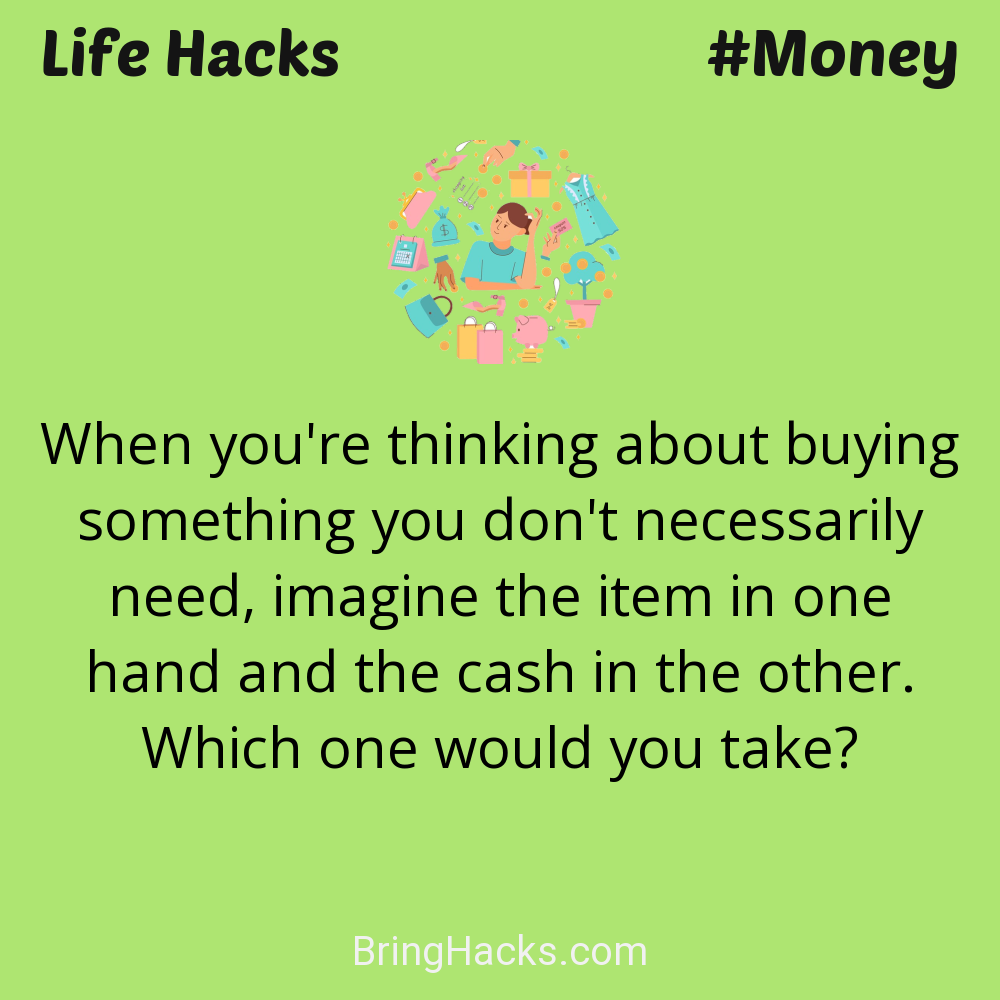 Life Hacks
#Money
When you're thinking about buying
something you don't necessarily
need, imagine the item in one
hand and the cash in the other.
Which one would you take?
BringHacks.com